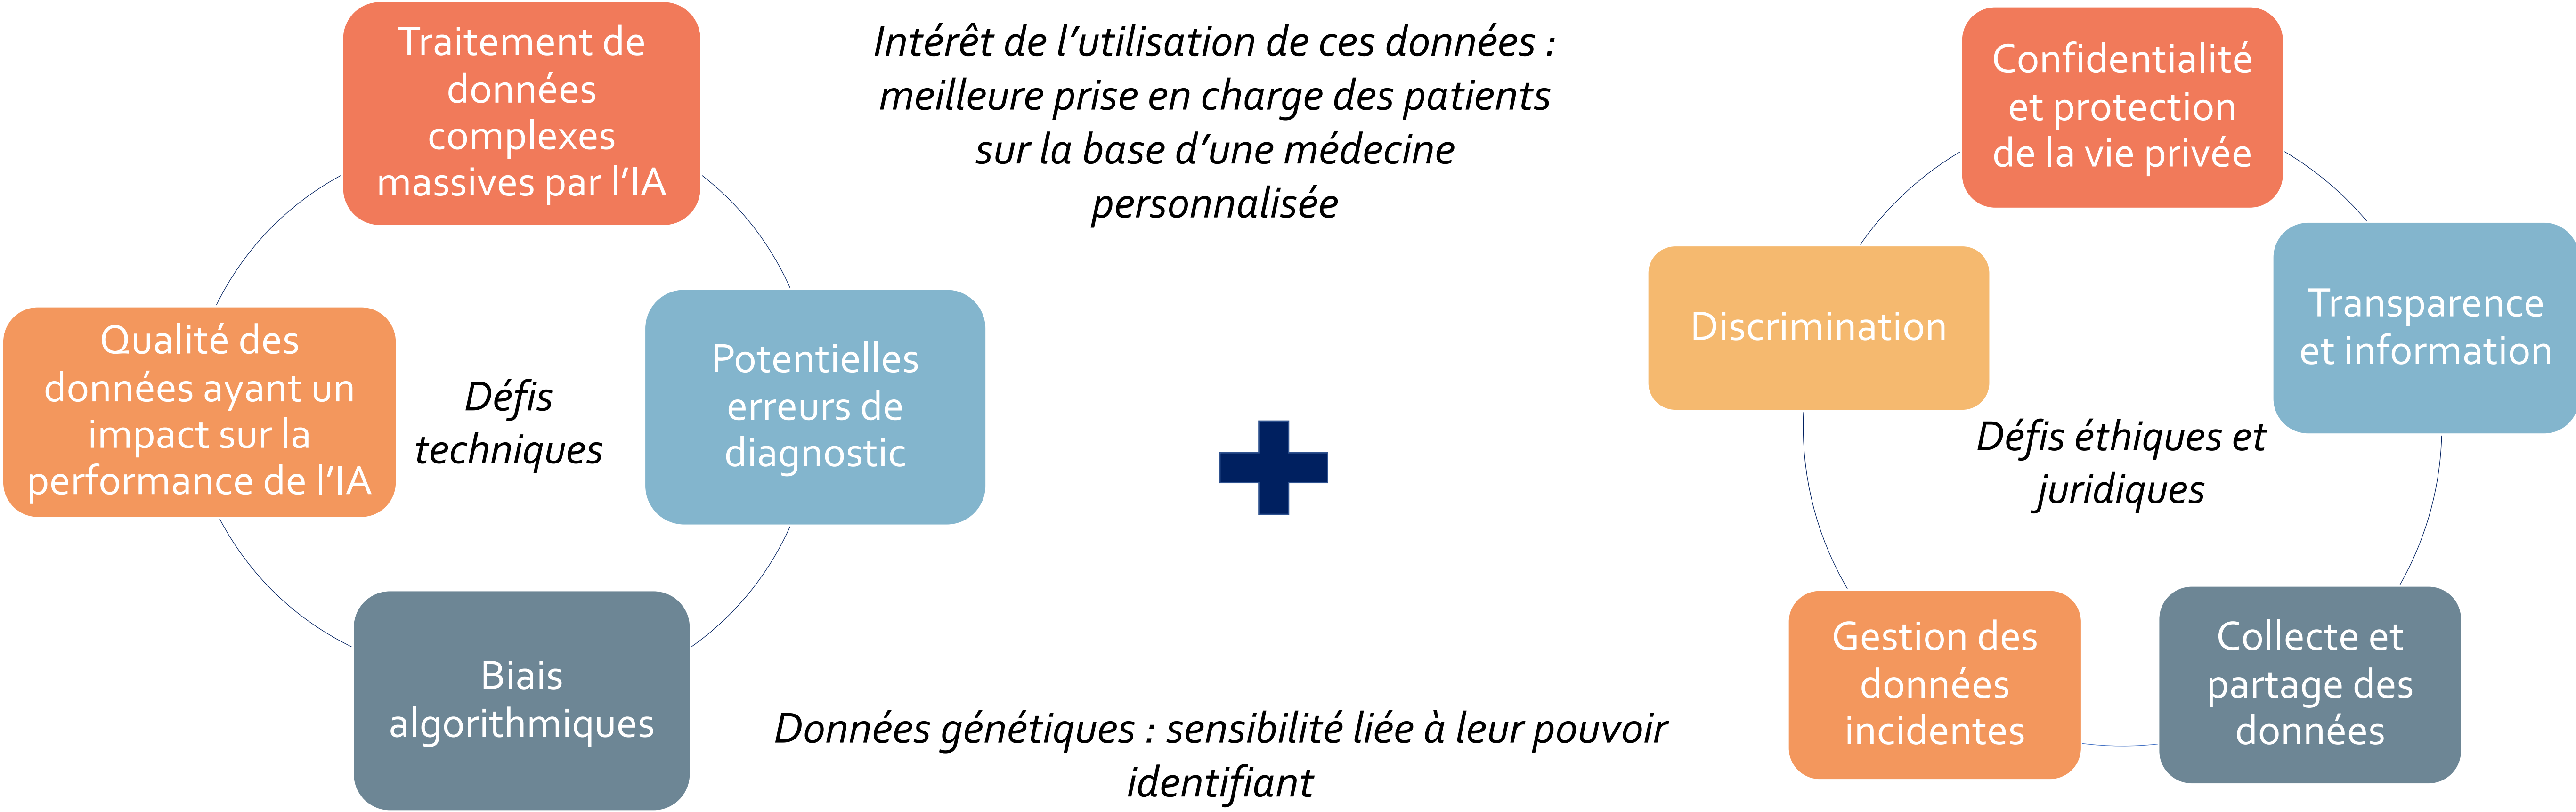 Traitement de
données
complexes
massives par l'IA
Qualité des
données ayant un
impact sur la
performance de l'IA
Défis
techniques
Potentielles
erreurs de
diagnostic
Biais
algorithmiques
Intérêt de l'utilisation de ces données :
meilleure prise en charge des patients
sur la base d'une médecine
personnalisée
Données génétiques : sensibilité liée à leur pouvoir
identifiant
Confidentialité
et protection
de la vie privée
Discrimination
Transparence
et information
Défis éthiques et
juridiques
Gestion des
données
incidentes
Collecte et
partage des
données